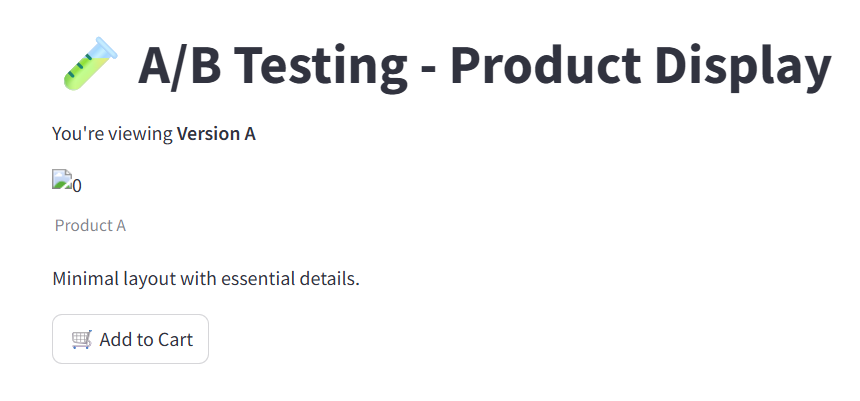 A/B Testing - Product Display
You're viewing Version A
0
Product A
Minimal layout with essential details.
Add to Cart